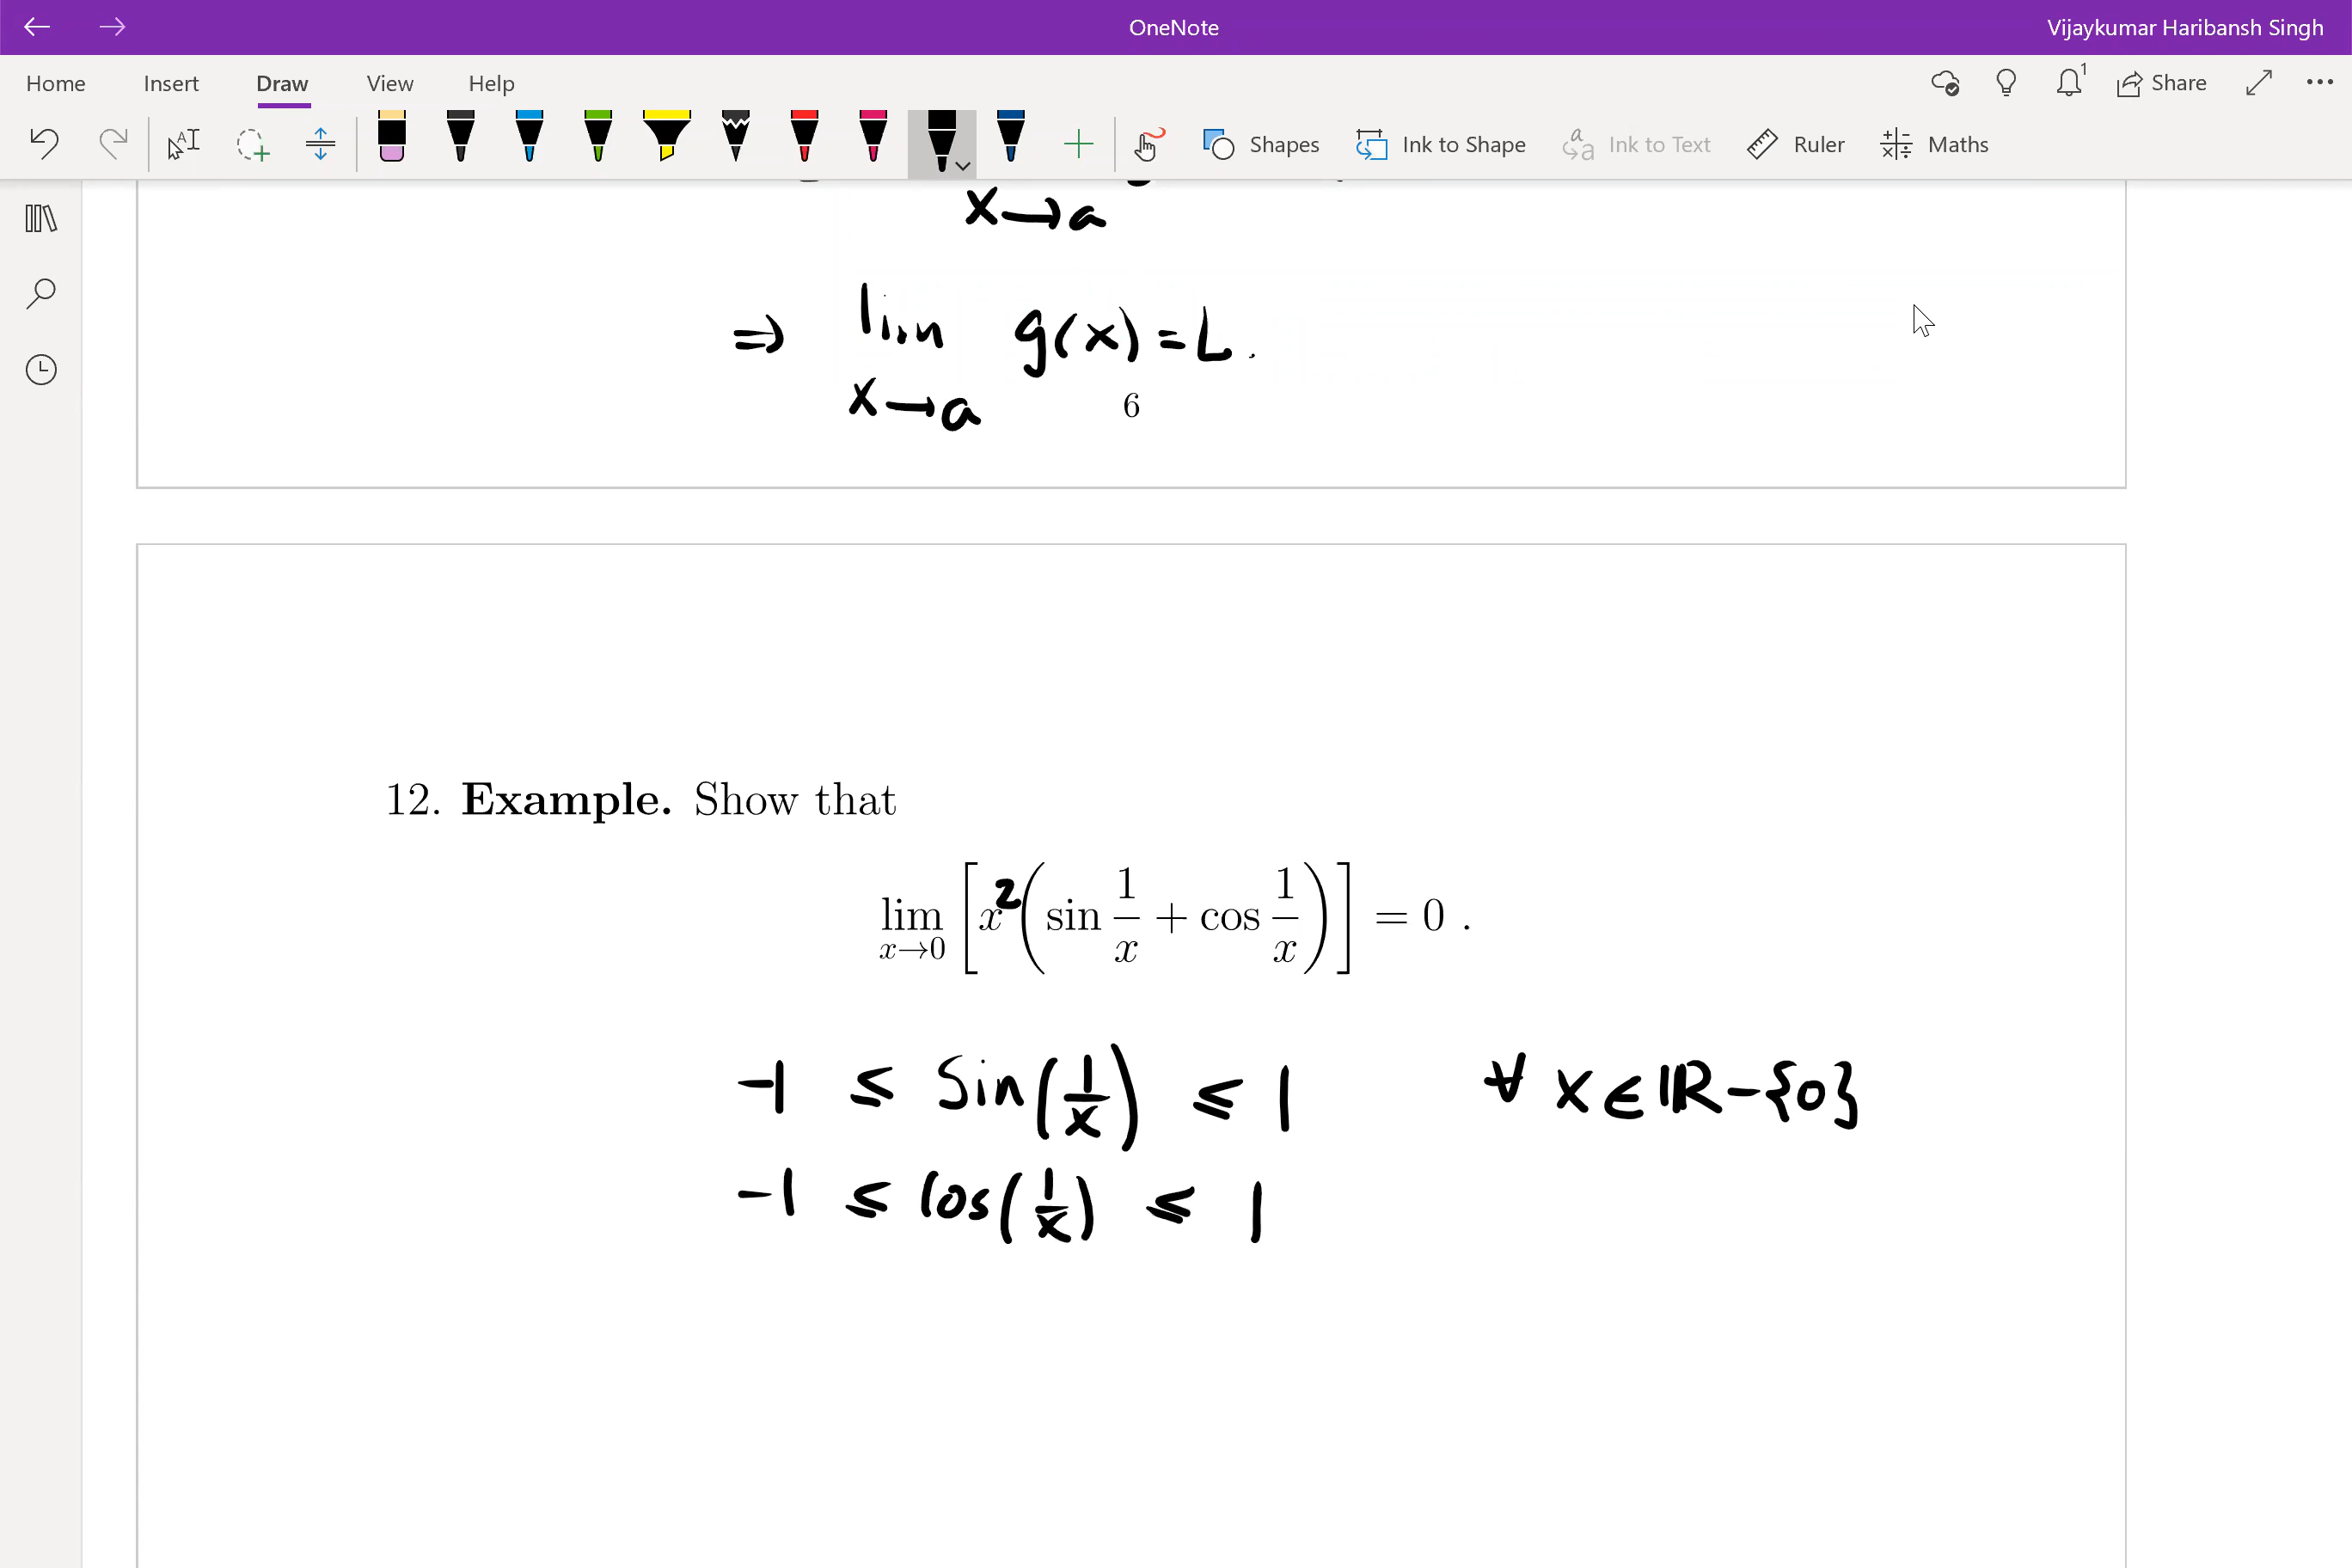 OneNote
Vijaykumar Haribansh Singh
Home Insert Draw View Help
1 Share
Shapes Ink to Shape Ink to Text Ruler Maths
x→a
⇒ lim g(x) = L.
x→a
6
12. Example. Show that
lim x→0 [x²(sin 1/x + cos 1/x)] = 0 .
-1 ≤ Sin(1/x) ≤ 1 ∀ x ∈ ℝ-{0}
-1 ≤ Cos(1/x) ≤ 1